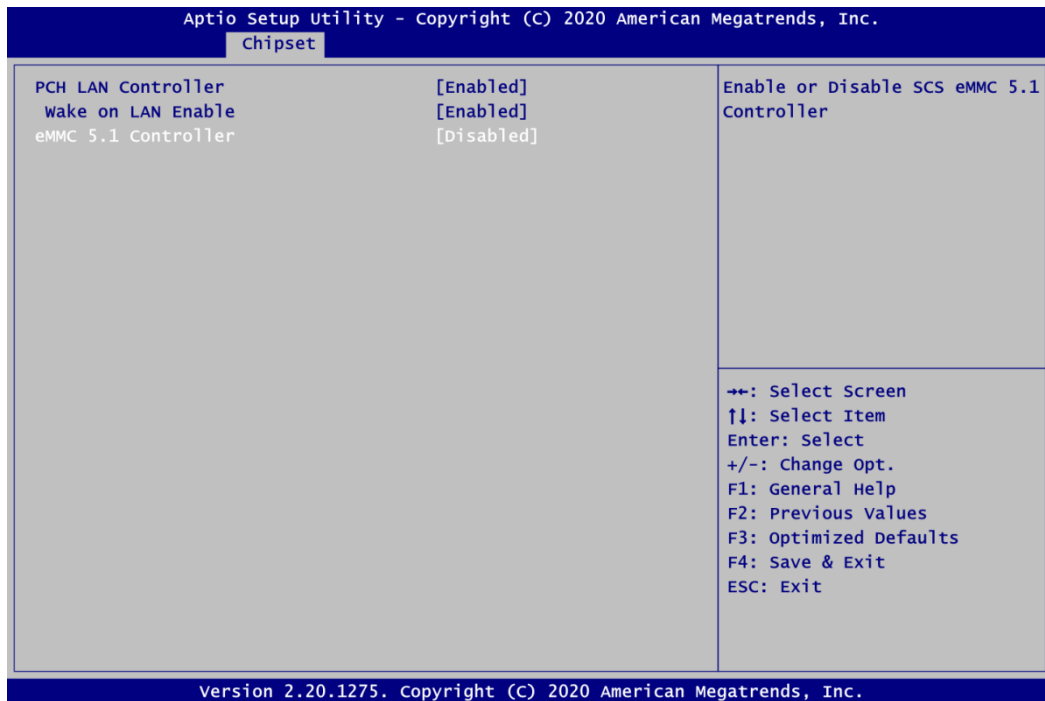 Aptio Setup Utility - Copyright (C) 2020 American Megatrends, Inc.
Chipset
PCH LAN Controller [Enabled]
Wake on LAN Enable [Enabled]
eMMC 5.1 Controller [Disabled]
Enable or Disable SCS eMMC 5.1
Controller
→←: Select Screen
↑↓: Select Item
Enter: Select
+/-: Change Opt.
F1: General Help
F2: Previous Values
F3: Optimized Defaults
F4: Save & Exit
ESC: Exit
Version 2.20.1275. Copyright (C) 2020 American Megatrends, Inc.